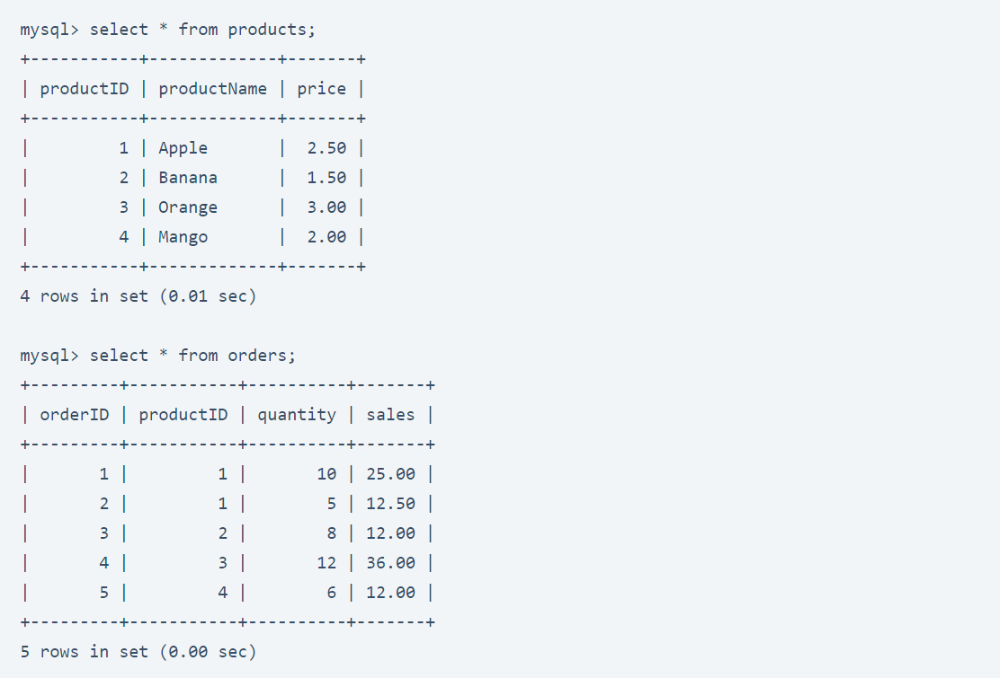 mysql> select * from products;
+-----------+-------------+-------+
| productID | productName | price |
+-----------+-------------+-------+
|         1 | Apple       |  2.50 |
|         2 | Banana      |  1.50 |
|         3 | Orange      |  3.00 |
|         4 | Mango       |  2.00 |
+-----------+-------------+-------+
4 rows in set (0.01 sec)

mysql> select * from orders;
+---------+-----------+----------+-------+
| orderID | productID | quantity | sales |
+---------+-----------+----------+-------+
|       1 |         1 |       10 | 25.00 |
|       2 |         1 |        5 | 12.50 |
|       3 |         2 |        8 | 12.00 |
|       4 |         3 |       12 | 36.00 |
|       5 |         4 |        6 | 12.00 |
+---------+-----------+----------+-------+
5 rows in set (0.00 sec)